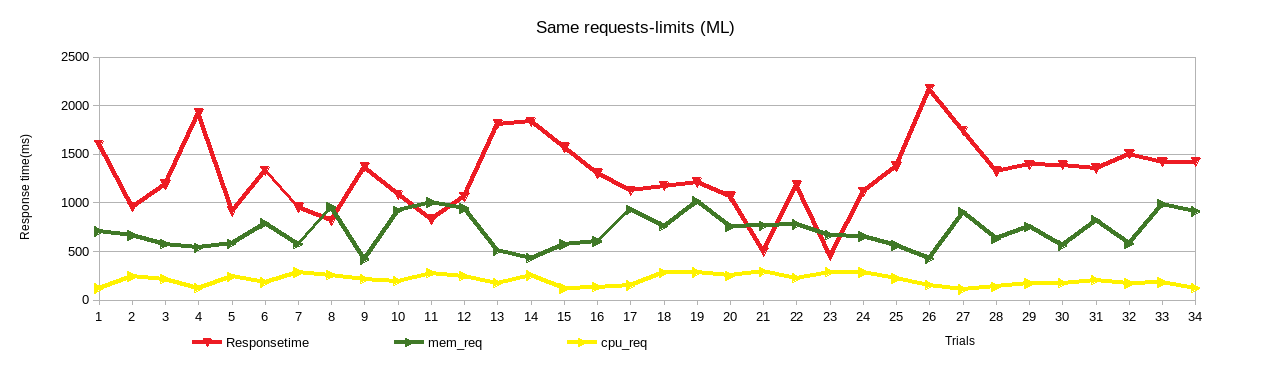 Same requests-limits (ML)
Response time(ms)
2500
2000
1500
1000
500
0
1 2 3 4 5 6 7 8 9 10 11 12 13 14 15 16 17 18 19 20 21 22 23 24 25 26 27 28 29 30 31 32 33 34
Responsetime mem_req cpu_req Trials